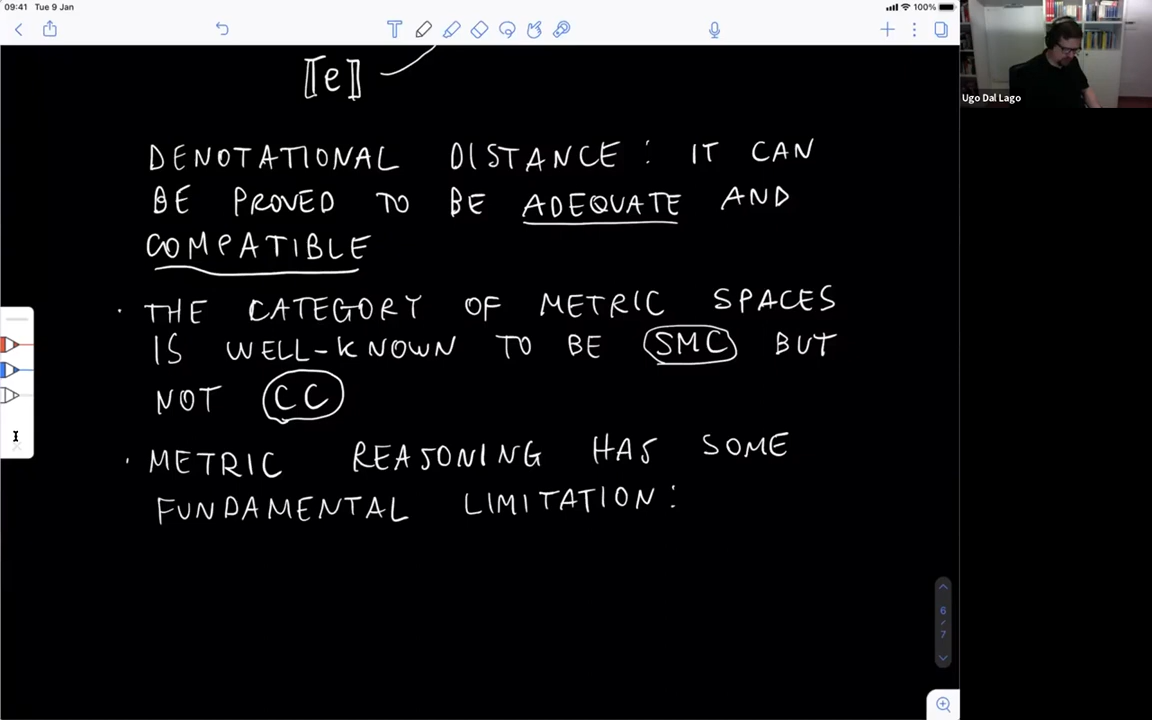 09:41 Tue 9 Jan
100%
Ugo Dal Lago
⟦e⟧
DENOTATIONAL DISTANCE : IT CAN
BE PROVED TO BE ADEQUATE AND
COMPATIBLE
· THE CATEGORY OF METRIC SPACES
IS WELL-KNOWN TO BE SMC BUT
NOT CC
· METRIC REASONING HAS SOME
FUNDAMENTAL LIMITATION :
6
/
7